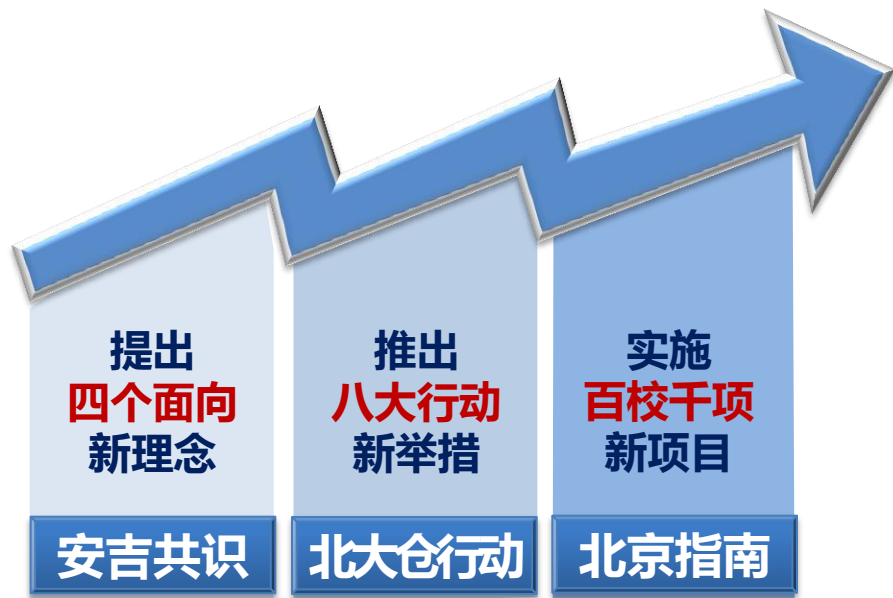 提出
四个面向
新理念
安吉共识
推出
八大行动
新举措
北大仓行动
实施
百校千项
新项目
北京指南